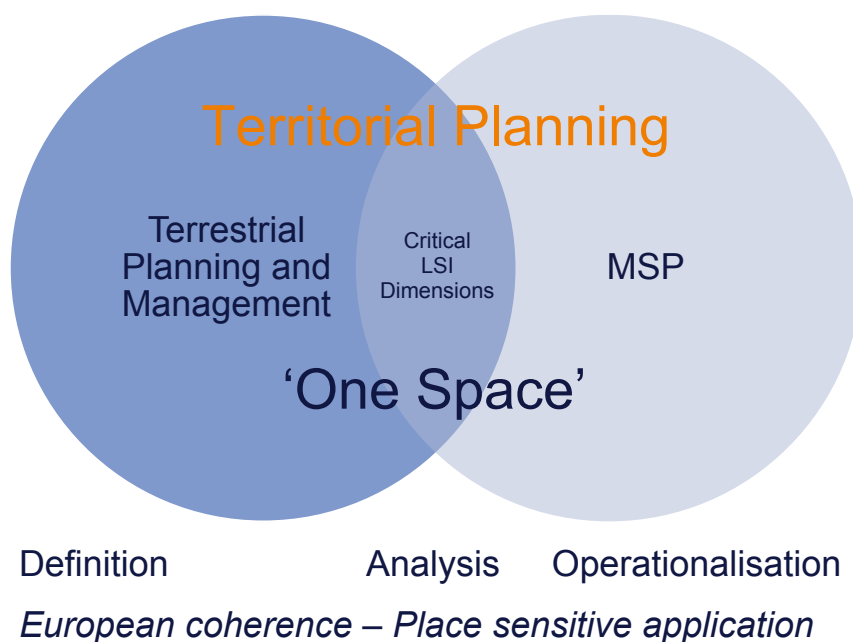 Territorial Planning
Terrestrial
Planning and
Management
Critical
LSI
Dimensions
MSP
‘One Space’
Definition Analysis Operationalisation
European coherence – Place sensitive application